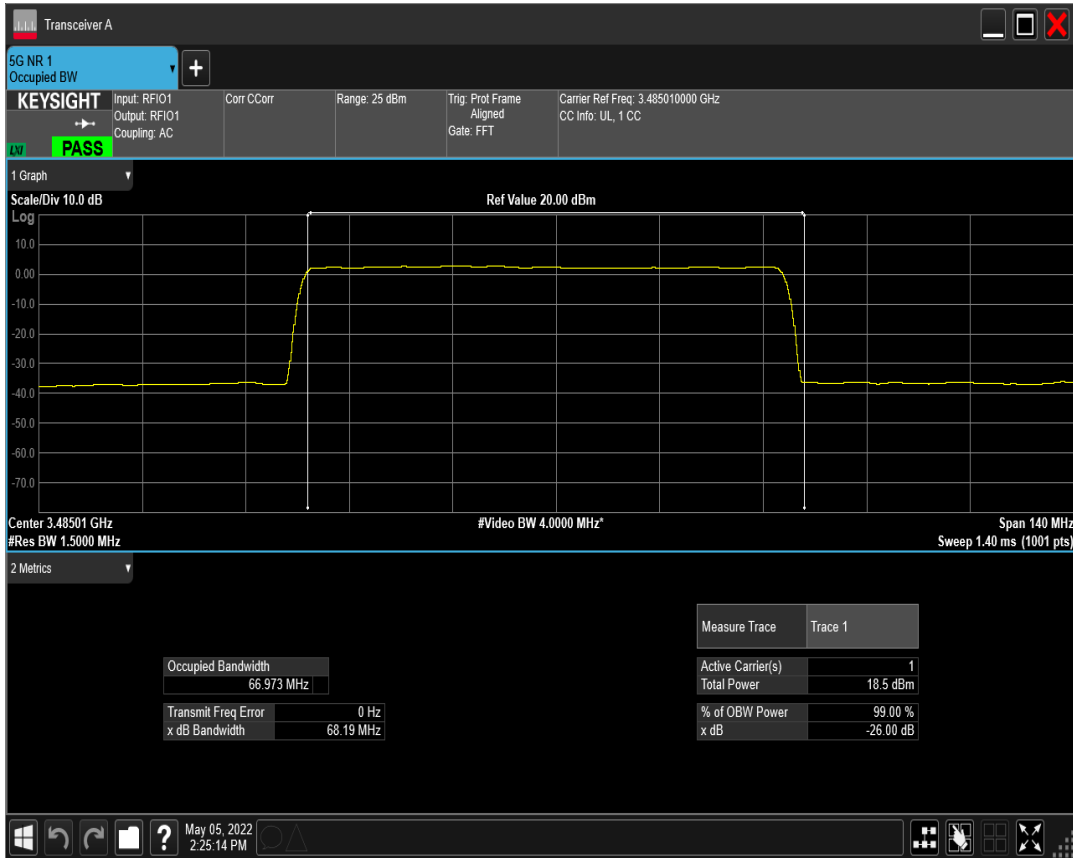 Transceiver A
5G NR 1
Occupied BW
+
KEYSIGHT
LXI
PASS
Input: RFIO1
Output: RFIO1
Coupling: AC
Corr CCorr
Range: 25 dBm
Trig: Prot Frame
Aligned
Gate: FFT
Carrier Ref Freq: 3.485010000 GHz
CC Info: UL, 1 CC
1 Graph
Scale/Div 10.0 dB
Ref Value 20.00 dBm
Log
10.0
0.00
-10.0
-20.0
-30.0
-40.0
-50.0
-60.0
-70.0
Center 3.48501 GHz
#Video BW 4.0000 MHz*
Span 140 MHz
#Res BW 1.5000 MHz
Sweep 1.40 ms (1001 pts)
2 Metrics
Measure Trace Trace 1
Occupied Bandwidth
66.973 MHz
Active Carrier(s) 1
Total Power 18.5 dBm
Transmit Freq Error 0 Hz
x dB Bandwidth 68.19 MHz
% of OBW Power 99.00 %
x dB -26.00 dB
?
May 05, 2022
2:25:14 PM